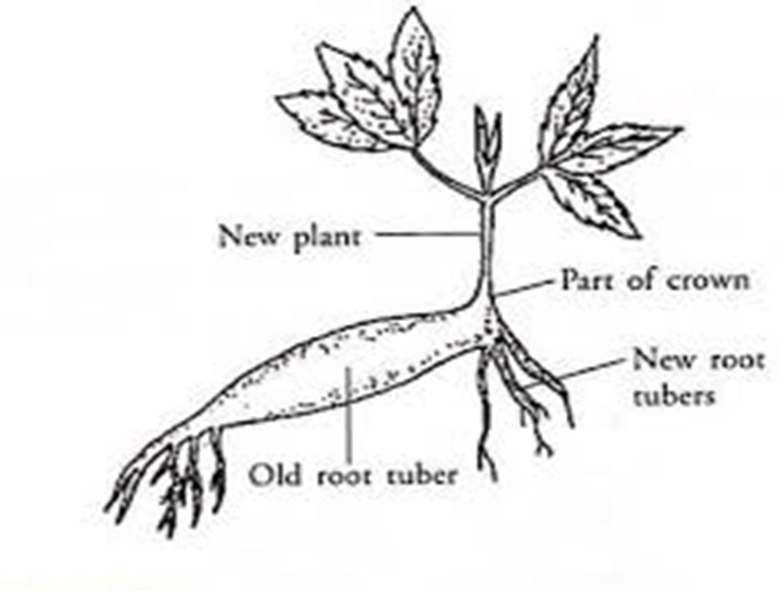 New plant
Part of crown
New root
tubers
Old root tuber